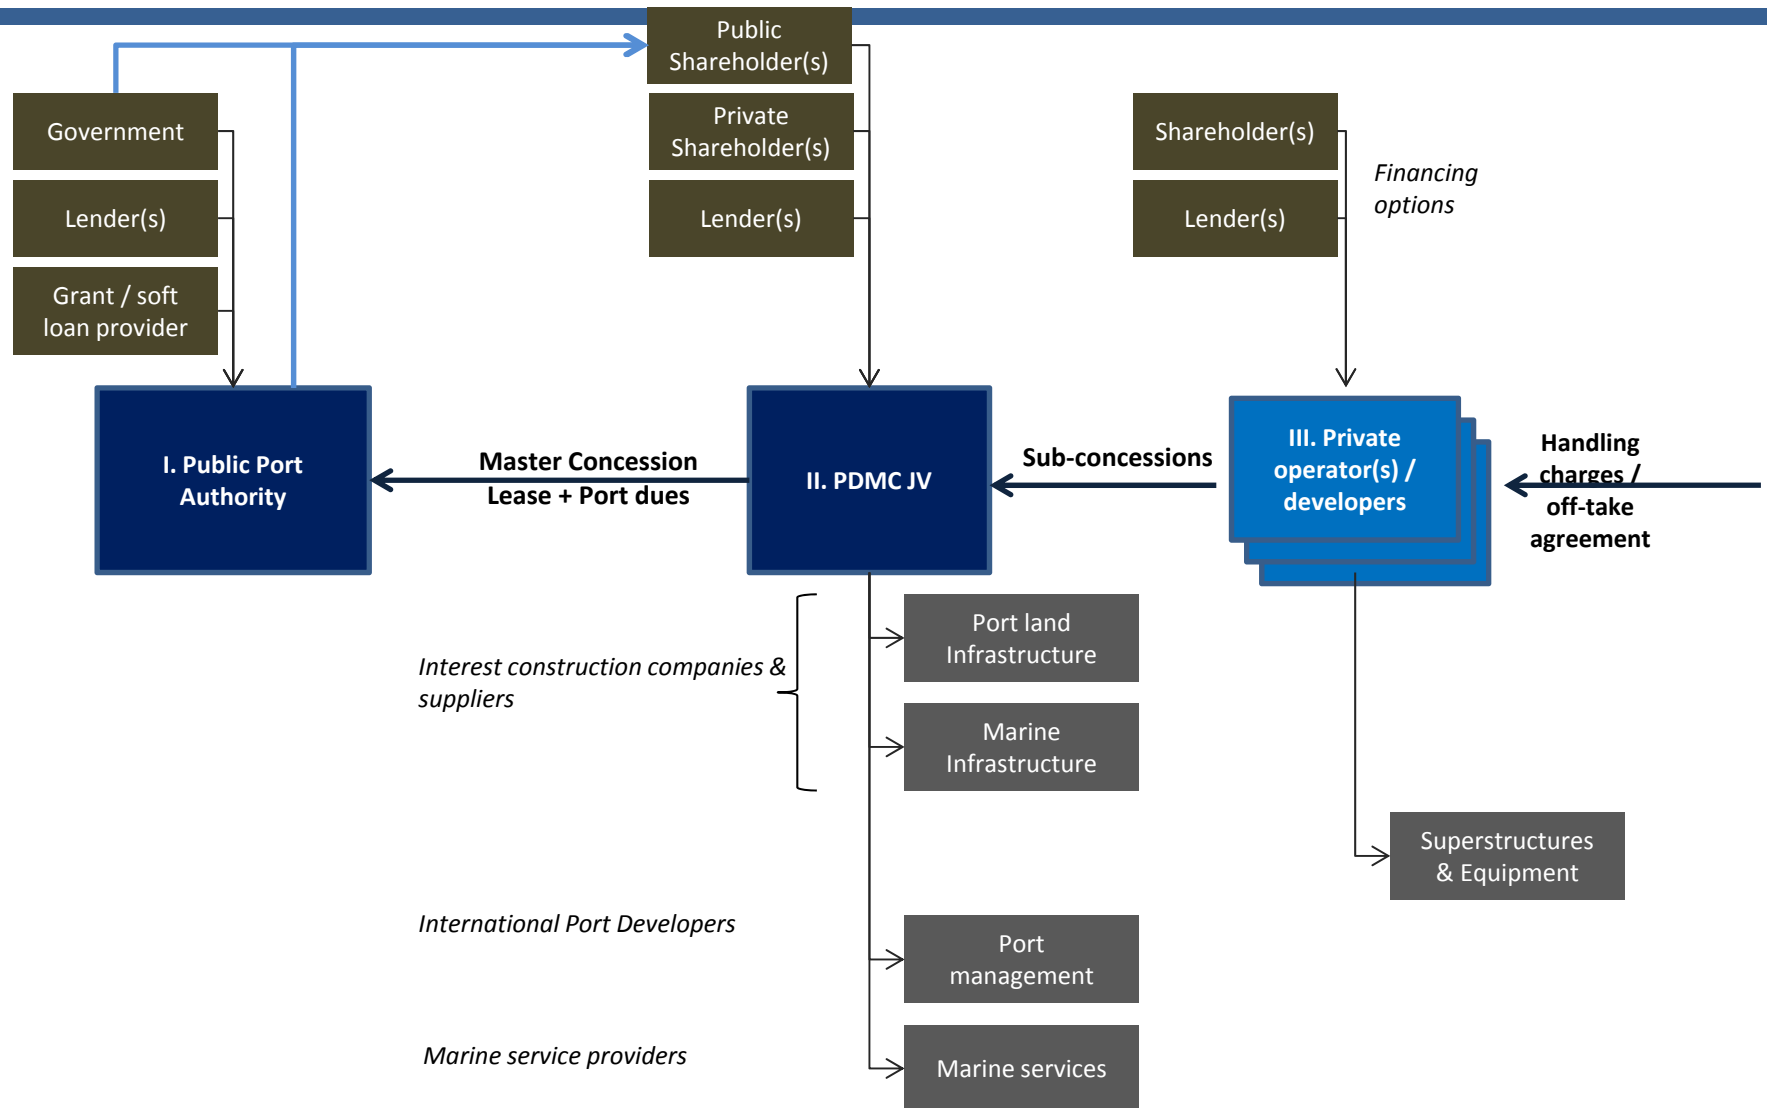 Public
Shareholder(s)
Government
Private
Shareholder(s)
Shareholder(s)
Financing
options
Lender(s)
Lender(s)
Lender(s)
Grant / soft
loan provider
I. Public Port
Authority
Master Concession
Lease + Port dues
II. PDMC JV
Sub-concessions
III. Private
operator(s) /
developers
Handling
charges /
off-take
agreement
Interest construction companies &
suppliers
Port land
Infrastructure
Marine
Infrastructure
Superstructures
& Equipment
International Port Developers
Port
management
Marine service providers
Marine services